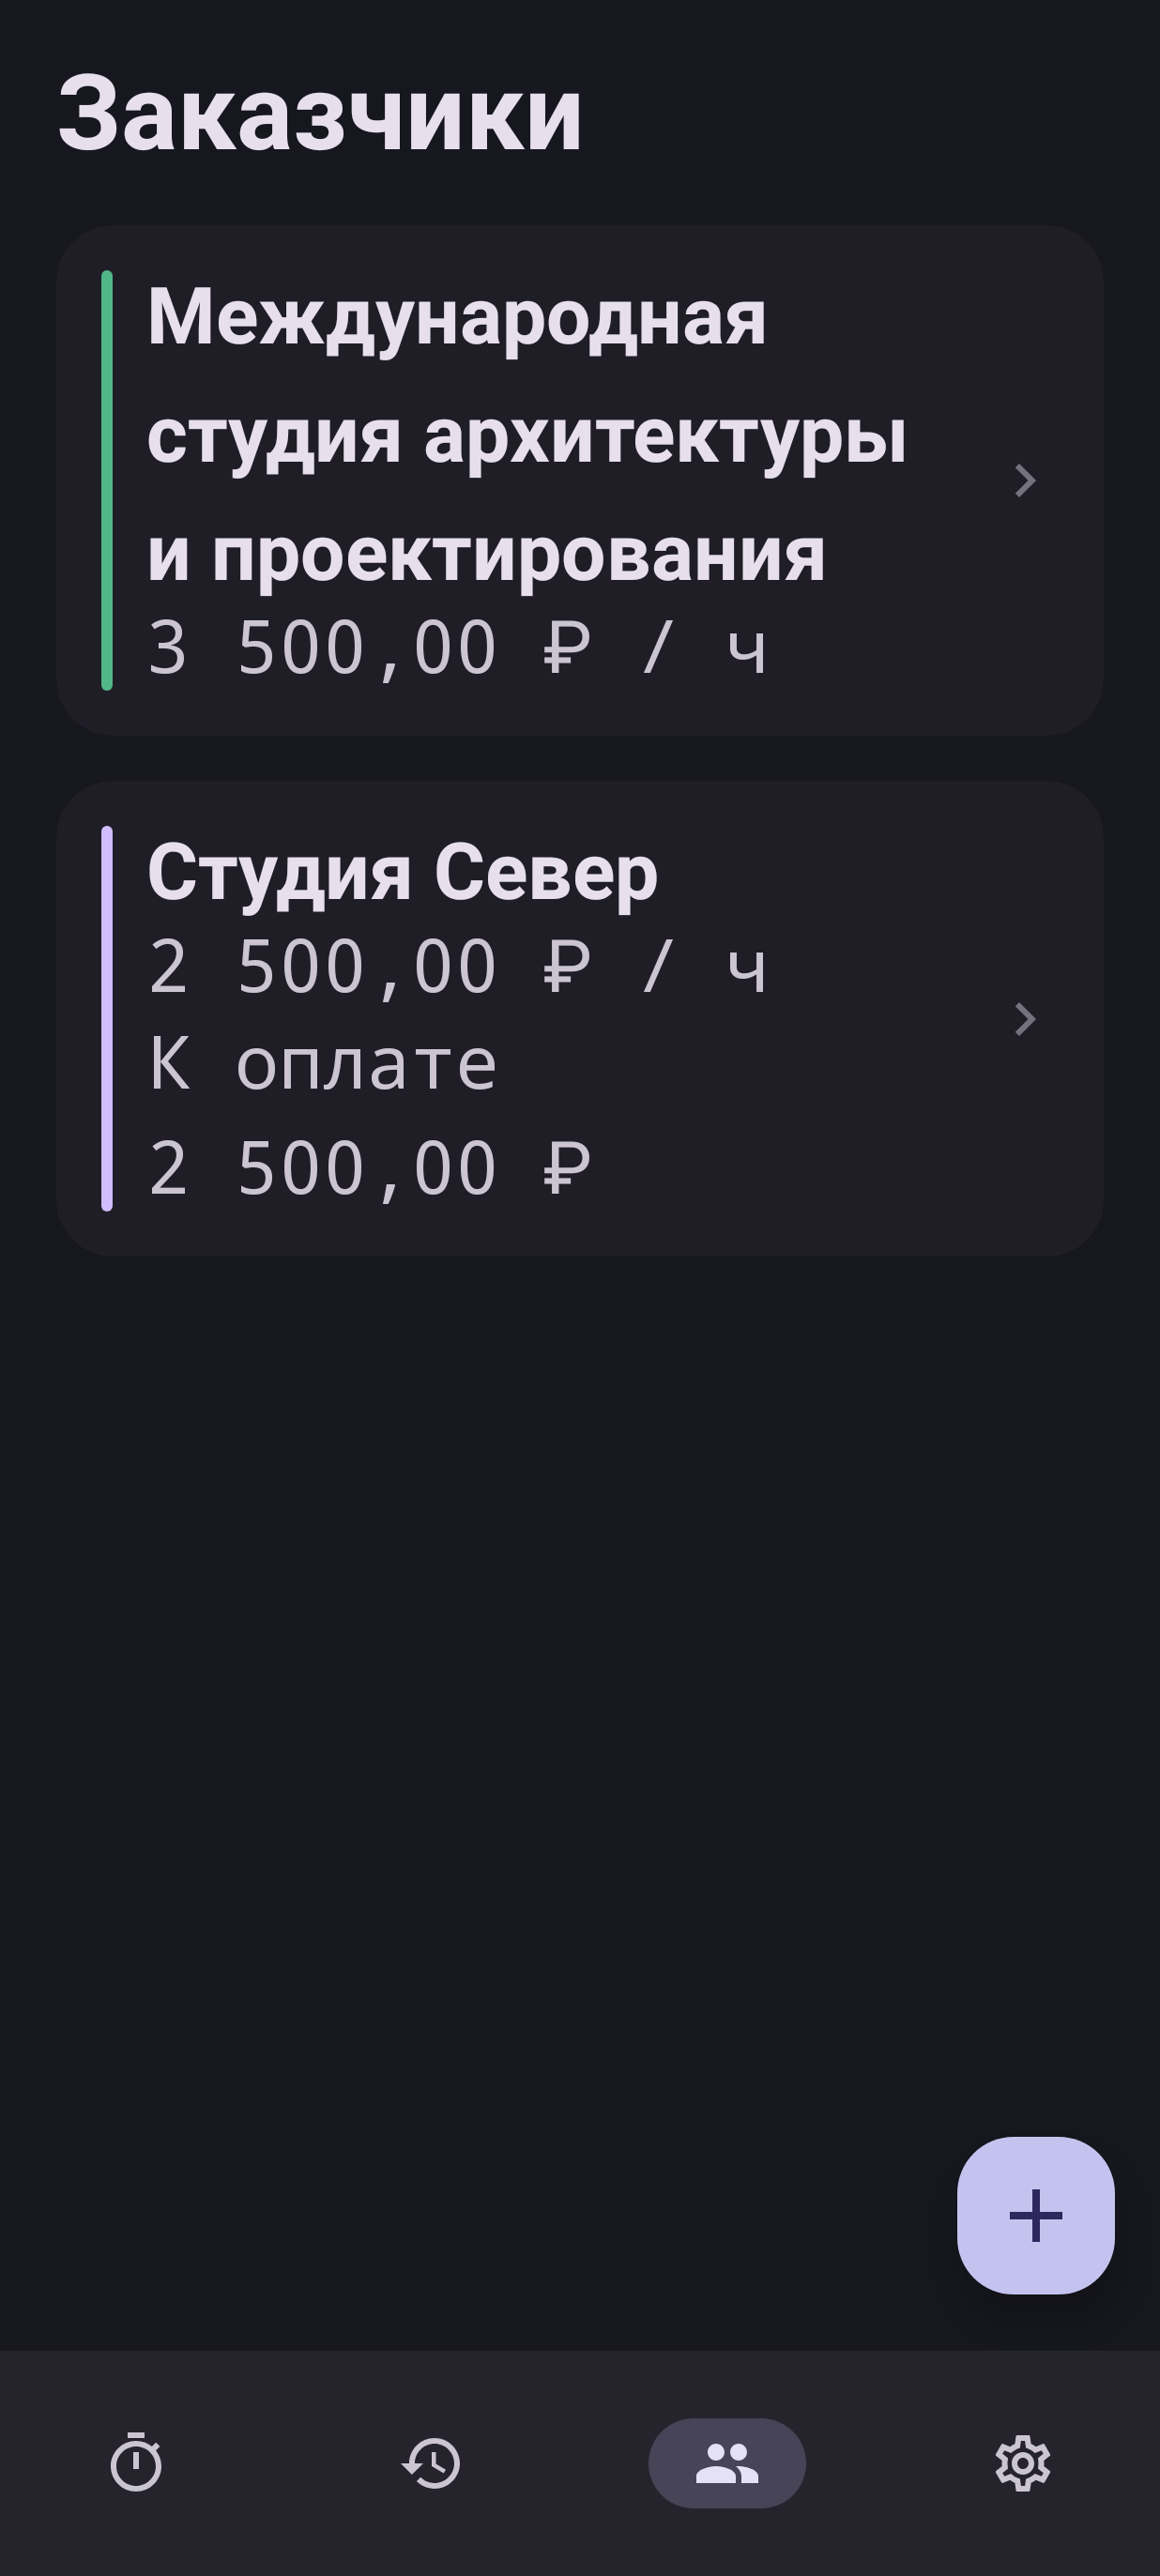 Заказчики
Международная
студия архитектуры
и проектирования
3 500,00 ₽ / ч
Студия Север
2 500,00 ₽ / ч
К оплате
2 500,00 ₽